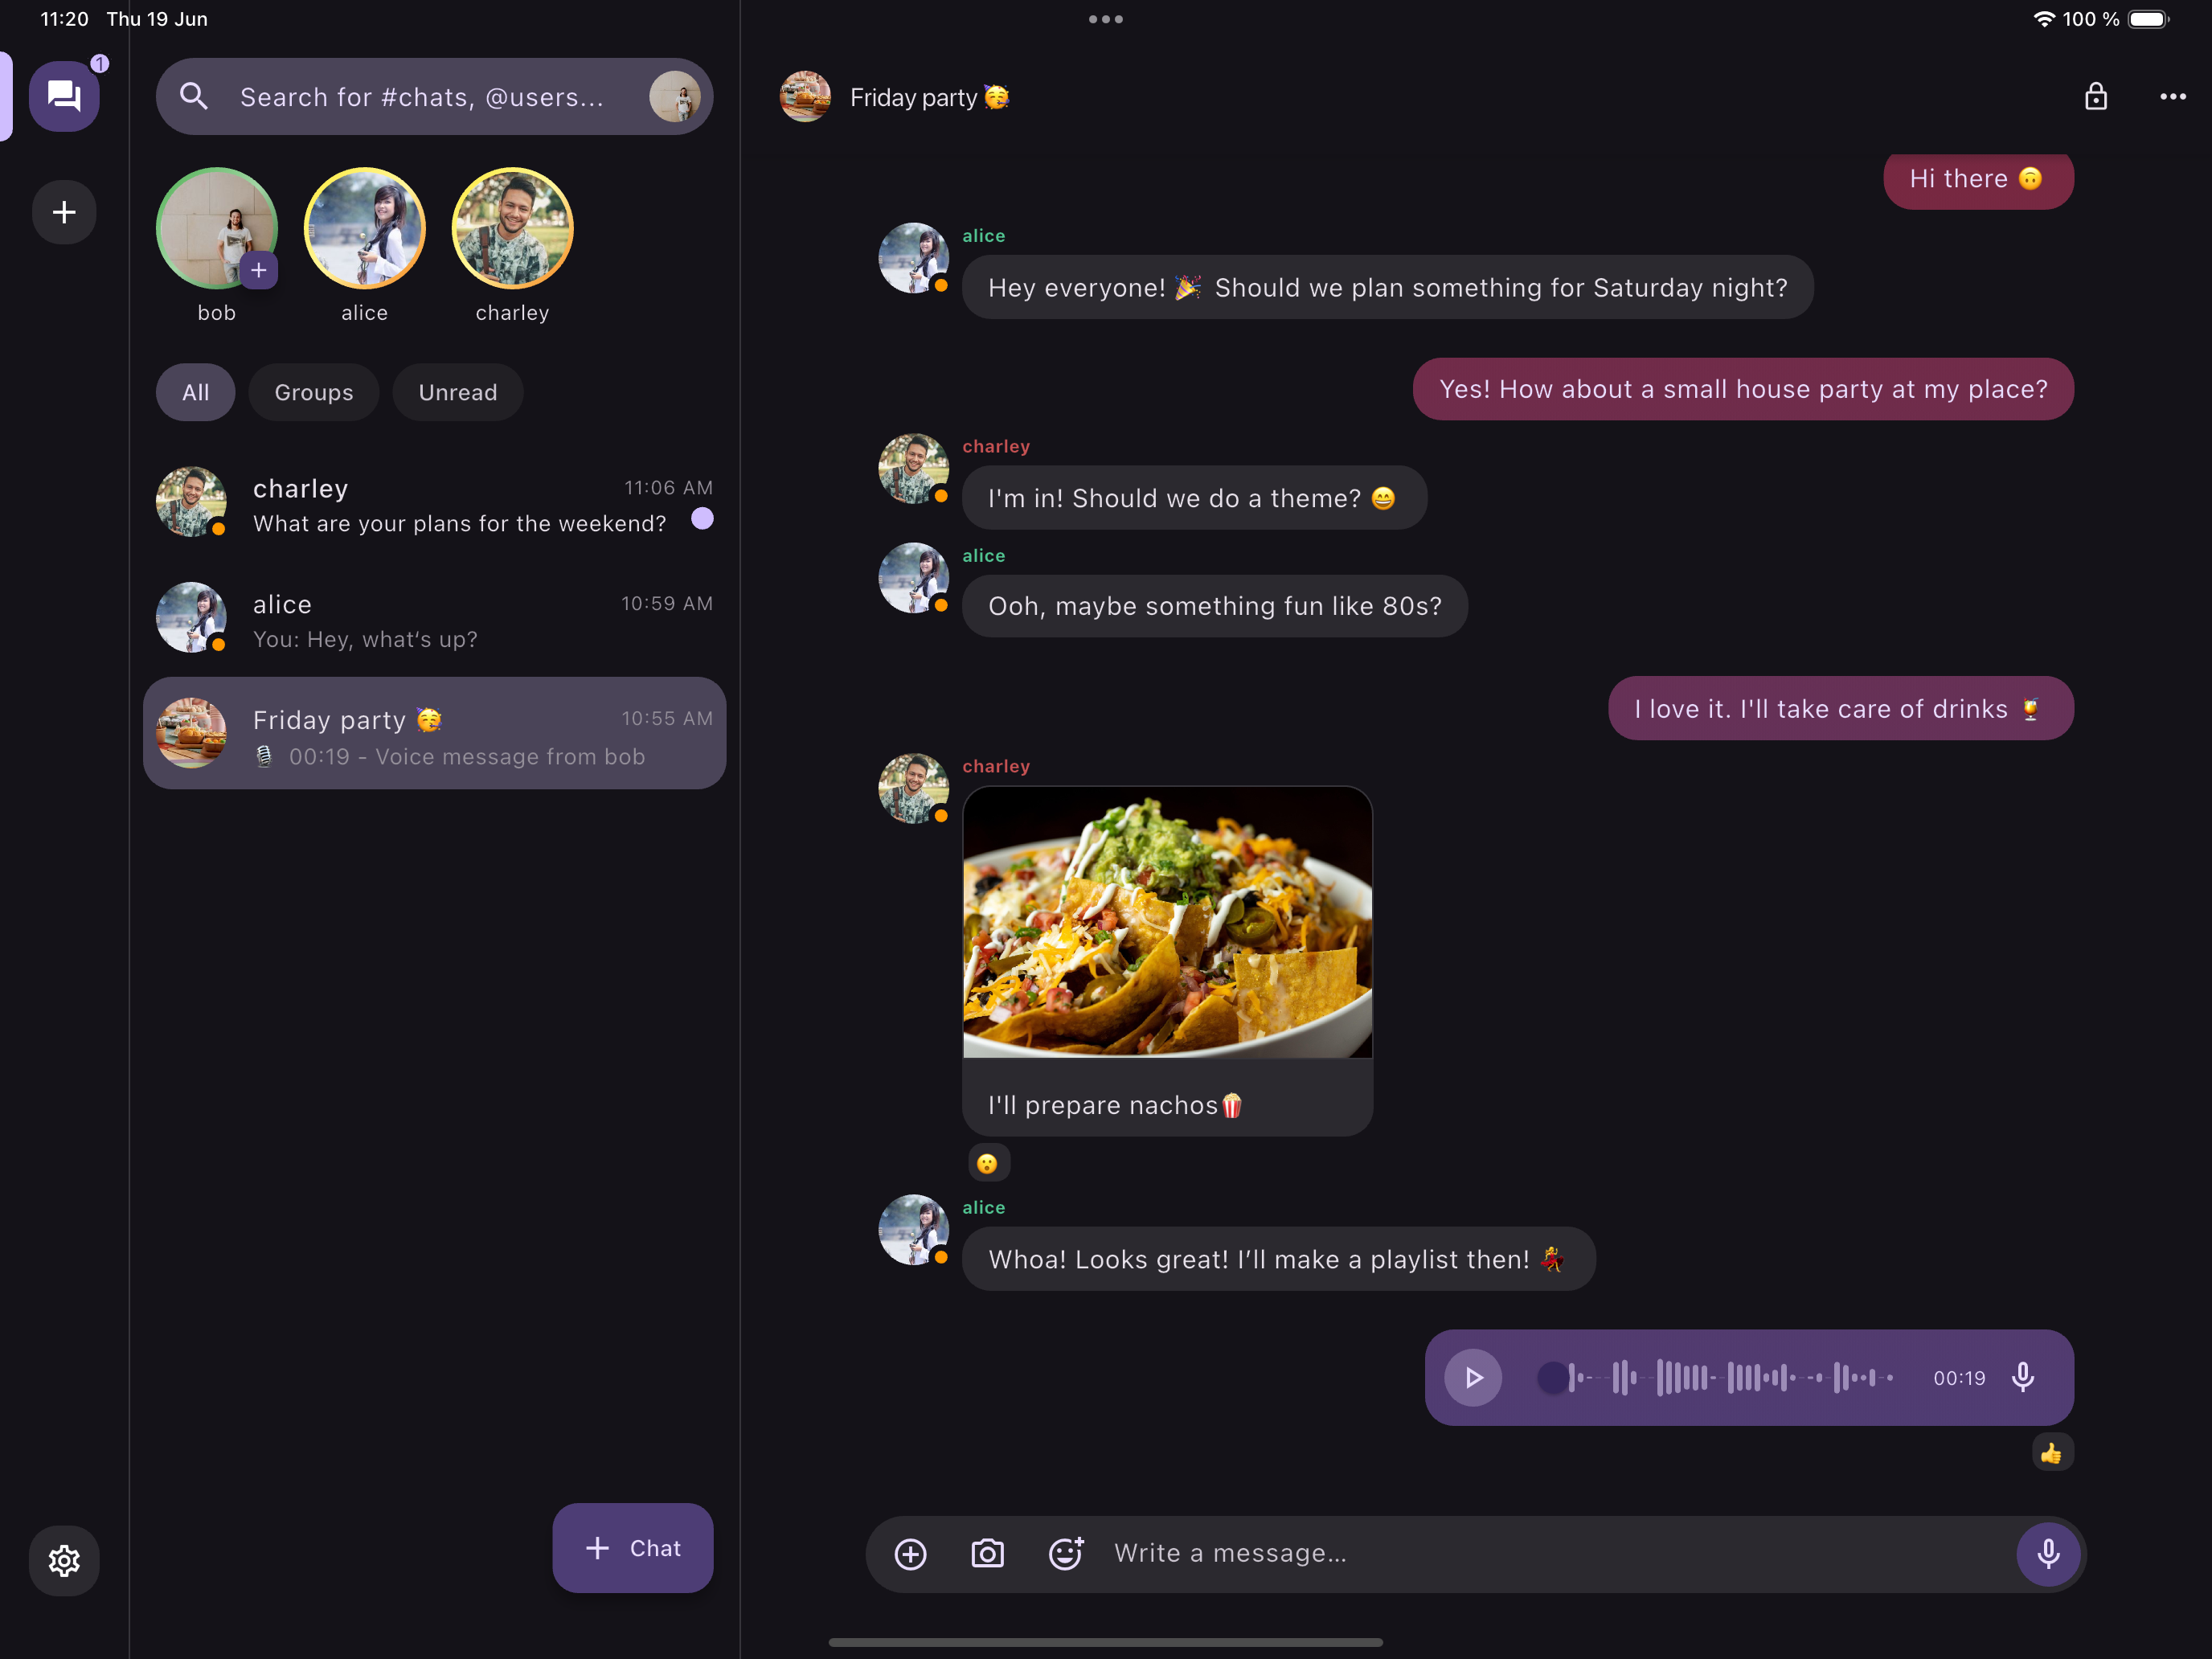 11:20 Thu 19 Jun
100 %
1
Search for #chats, @users...
bob
alice
charley
All
Groups
Unread
charley
11:06 AM
What are your plans for the weekend?
alice
10:59 AM
You: Hey, what‘s up?
Friday party 🥳
10:55 AM
🎙️ 00:19 - Voice message from bob
+ Chat
Friday party 🥳
Hi there 🙃
alice
Hey everyone! 🎉 Should we plan something for Saturday night?
Yes! How about a small house party at my place?
charley
I'm in! Should we do a theme? 😄
alice
Ooh, maybe something fun like 80s?
I love it. I'll take care of drinks 🍹
charley
I'll prepare nachos🍿
😮
alice
Whoa! Looks great! I’ll make a playlist then! 💃
00:19
👍
Write a message...